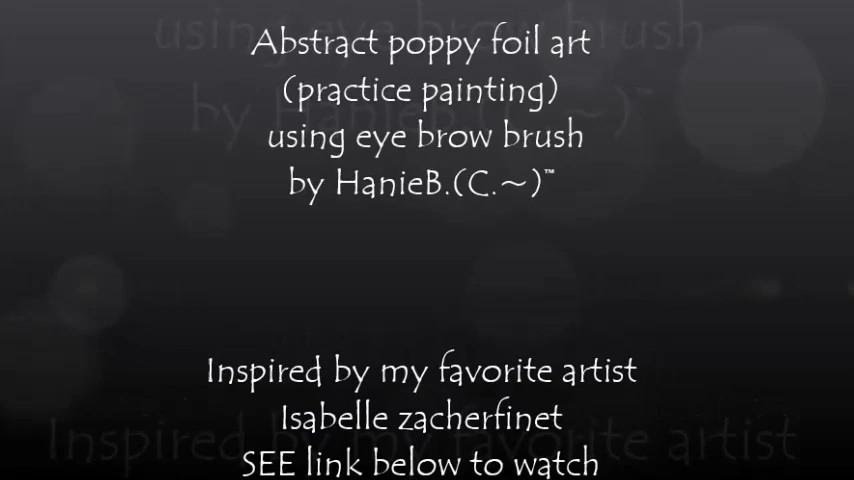 Abstract poppy foil art
(practice painting)
using eye brow brush
by HanieB.(C.~)™
Inspired by my favorite artist
Isabelle zacherfinet
SEE link below to watch